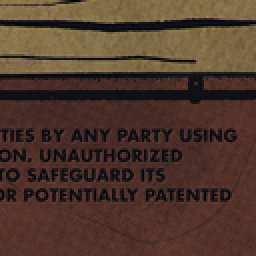 TIES BY ANY PARTY USING
ON. UNAUTHORIZED
TO SAFEGUARD ITS
OR POTENTIALLY PATENTED